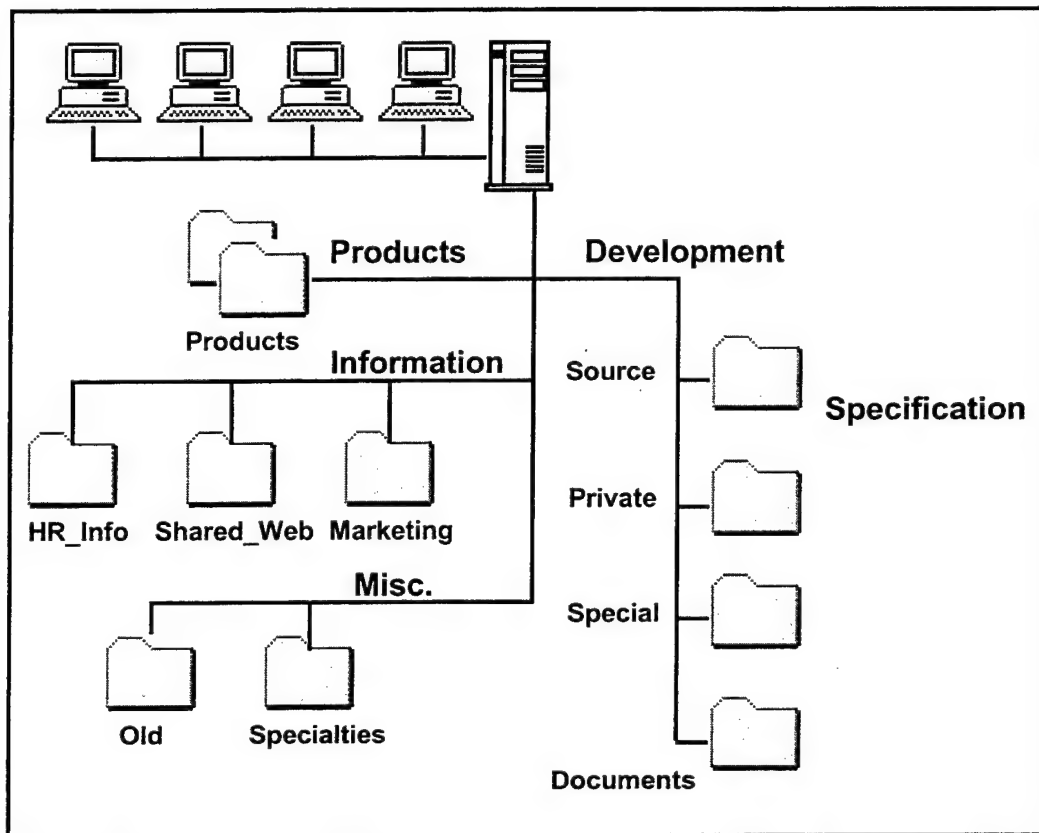 Products
Development
Products
Information
Source
Specification
HR_Info
Shared_Web
Marketing
Private
Misc.
Special
Old
Specialties
Documents